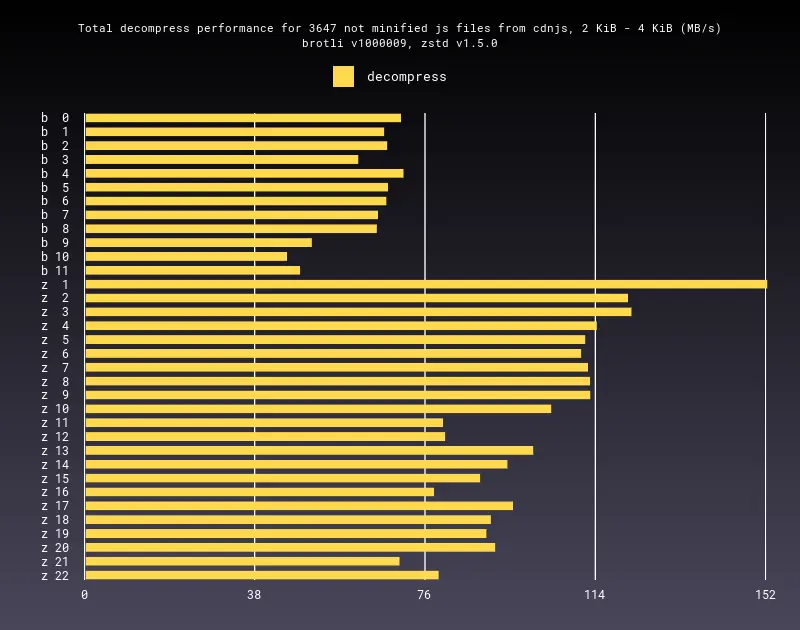 Total decompress performance for 3647 not minified js files from cdnjs, 2 KiB - 4 KiB (MB/s)
brotli v1000009, zstd v1.5.0
decompress
b 0
b 1
b 2
b 3
b 4
b 5
b 6
b 7
b 8
b 9
b 10
b 11
z 1
z 2
z 3
z 4
z 5
z 6
z 7
z 8
z 9
z 10
z 11
z 12
z 13
z 14
z 15
z 16
z 17
z 18
z 19
z 20
z 21
z 22
0 38 76 114 152